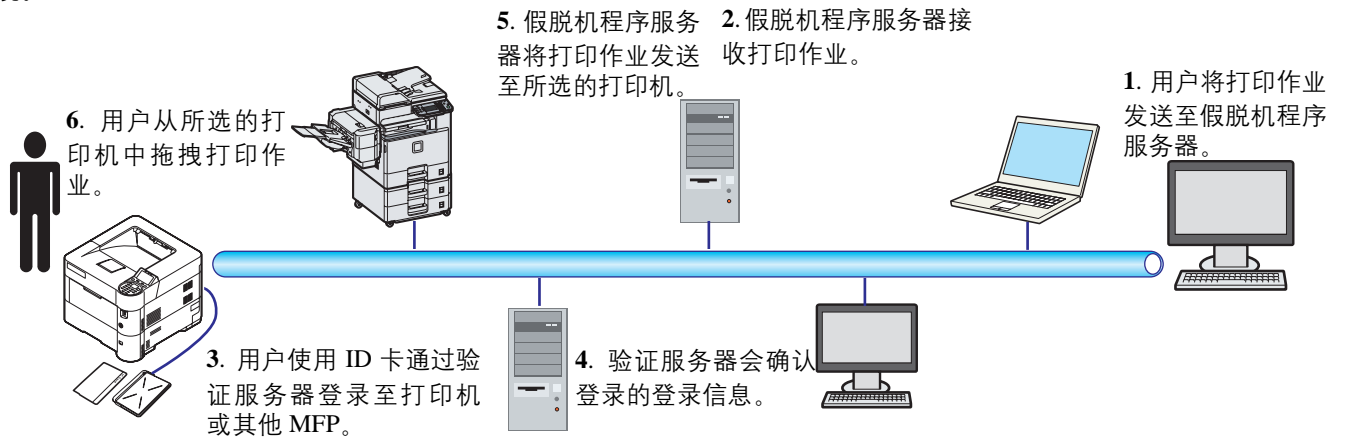 5. 假脱机程序服务
器将打印作业发送
至所选的打印机。
2.假脱机程序服务器接
收打印作业。
1. 用户将打印作业
发送至假脱机程序
服务器。
6. 用户从所选的打
印机中拖拽打印作
业。
3. 用户使用 ID 卡通过验
证服务器登录至打印机
或其他 MFP。
4. 验证服务器会确认
登录的登录信息。